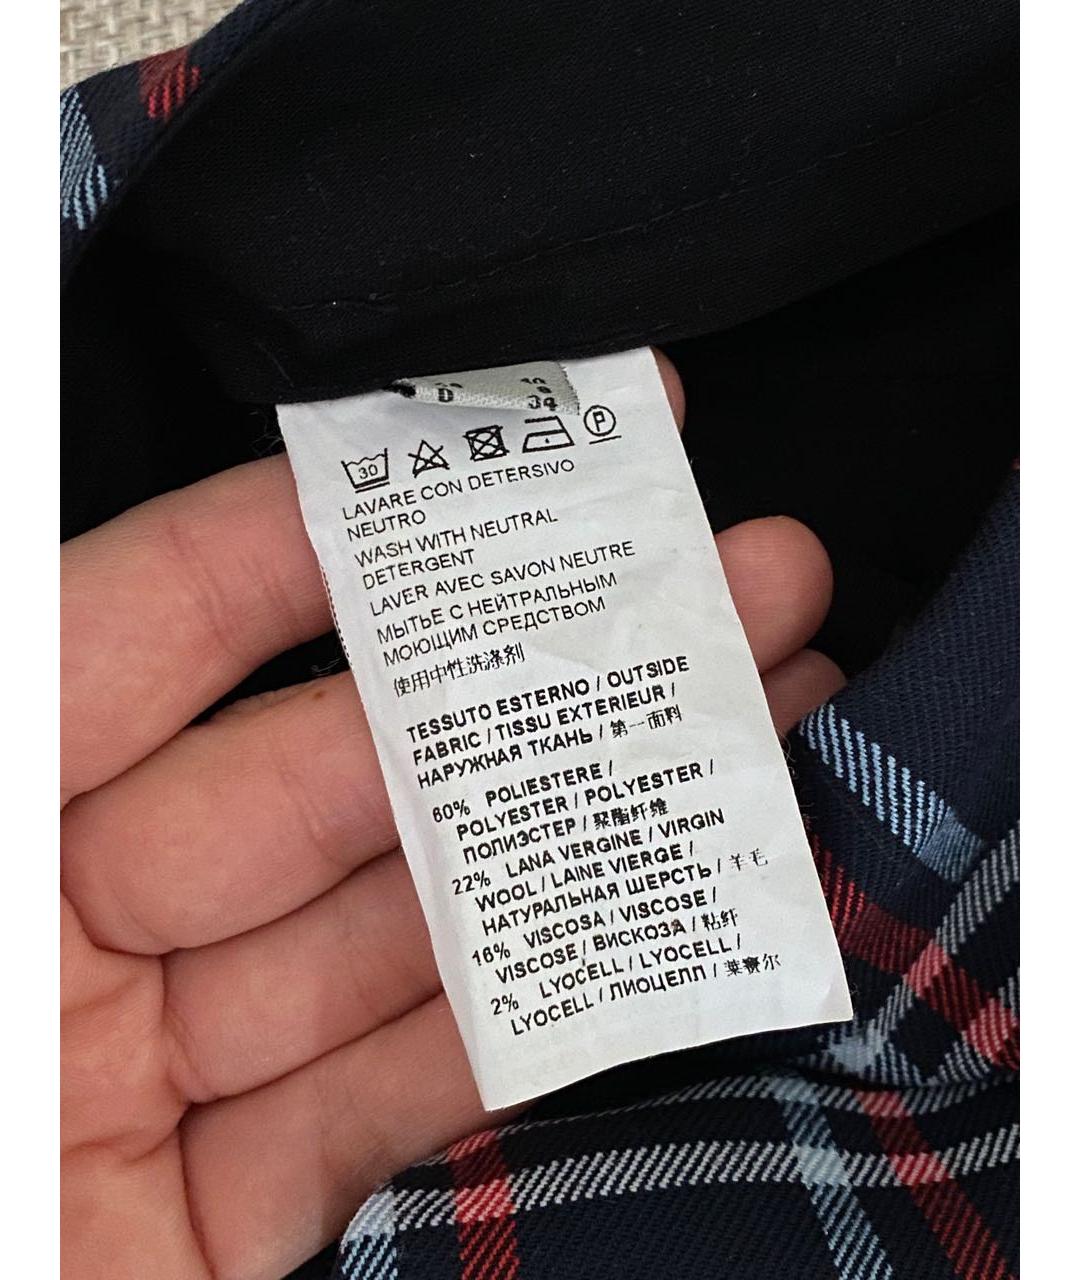 30
P
LAVARE CON DETERSIVO
NEUTRO
WASH WITH NEUTRAL
DETERGENT
LAVER AVEC SAVON NEUTRE
МЫТЬЕ С НЕЙТРАЛЬНЫМ
МОЮЩИМ СРЕДСТВОМ
使用中性洗涤剂
TESSUTO ESTERNO / OUTSIDE
FABRIC / TISSU EXTERIEUR /
НАРУЖНАЯ ТКАНЬ / 第一面料
60% POLIESTERE /
POLYESTER / POLYESTER /
ПОЛИЭСТЕР / 聚酯纤维
22% LANA VERGINE / VIRGIN
WOOL / LAINE VIERGE /
НАТУРАЛЬНАЯ ШЕРСТЬ / 羊毛
16% VISCOSA / VISCOSE /
VISCOSE / ВИСКОЗА / 粘纤
2% LYOCELL / LYOCELL /
LYOCELL / ЛИОЦЕЛЛ / 莱赛尔